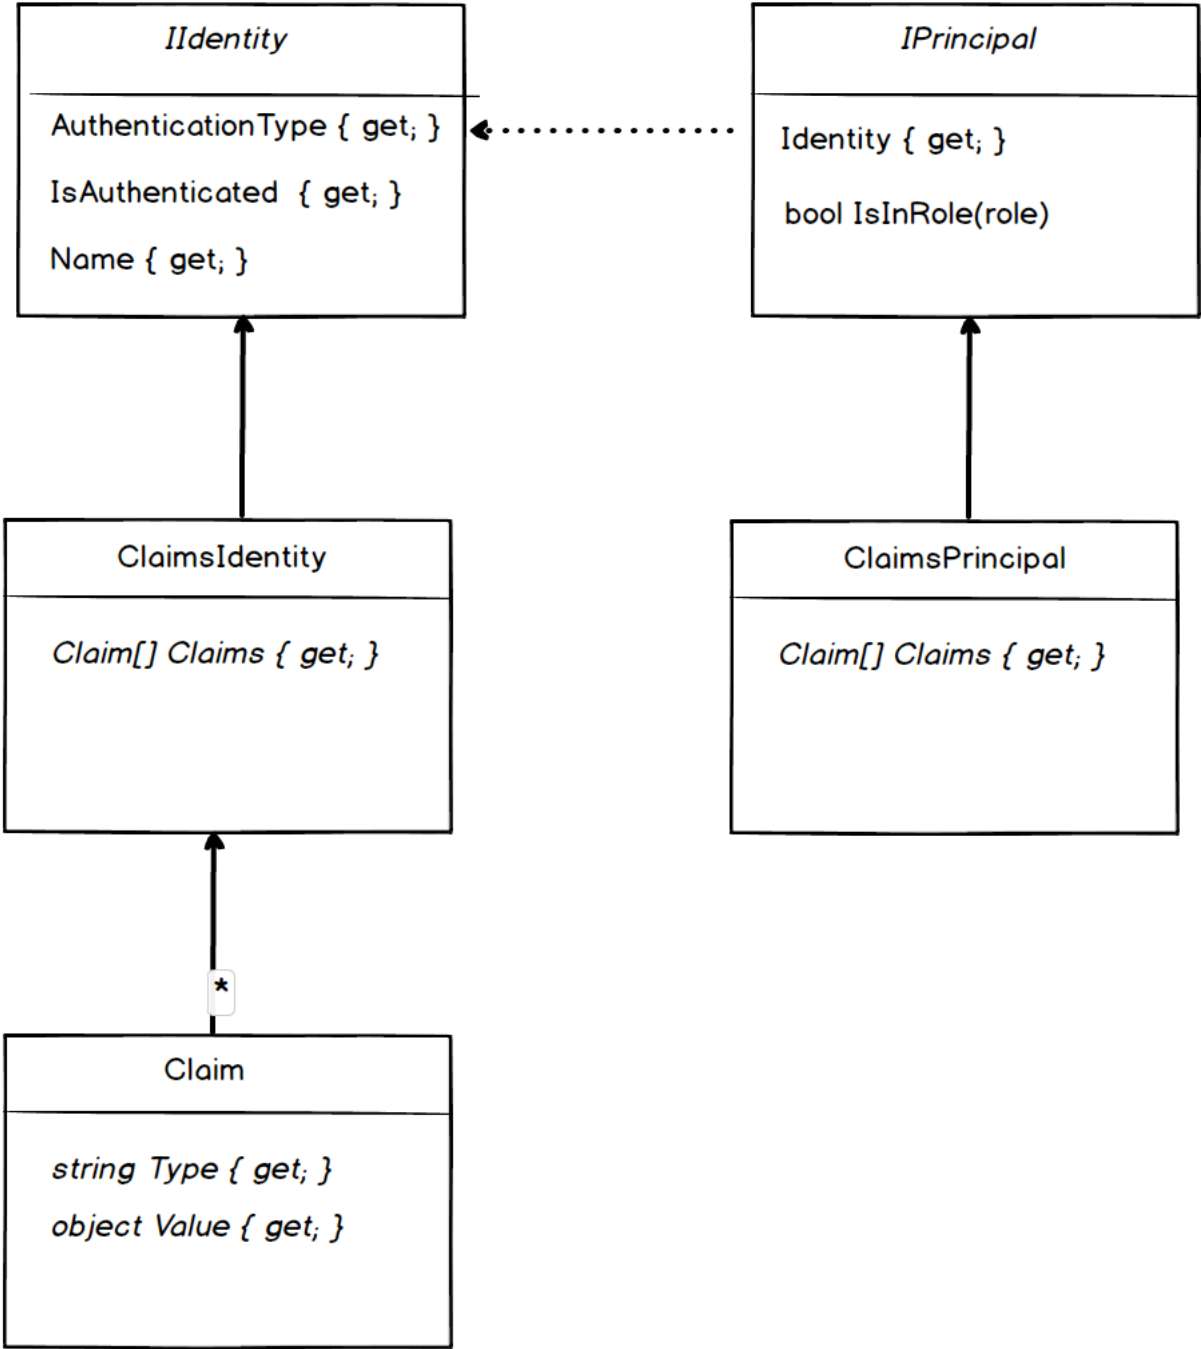 IIdentity
AuthenticationType { get; }
IsAuthenticated { get; }
Name { get; }
IPrincipal
Identity { get; }
bool IsInRole(role)
ClaimsIdentity
Claim[] Claims { get; }
ClaimsPrincipal
Claim[] Claims { get; }
*
Claim
string Type { get; }
object Value { get; }